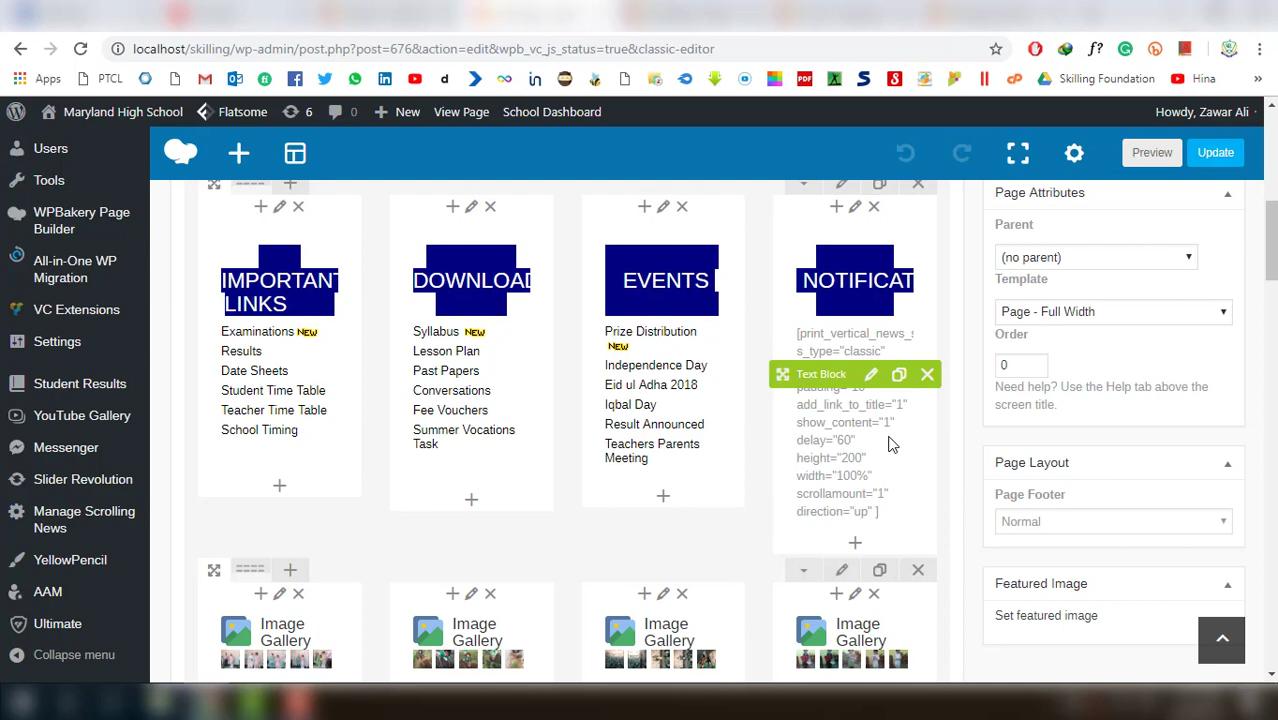 localhost/skilling/wp-admin/post.php?post=676&action=edit&wpb_vc_js_status=true&classic-editor
Apps
PTCL
Skilling Foundation
Hina
»
Maryland High School
Flatsome
6
0
New
View Page
School Dashboard
Howdy, Zawar Ali
Users
Tools
WPBakery Page
Builder
All-in-One WP
Migration
VC Extensions
Settings
Student Results
YouTube Gallery
Messenger
Slider Revolution
Manage Scrolling
News
YellowPencil
AAM
Ultimate
Collapse menu
Preview
Update
IMPORTANT
LINKS
Examinations NEW
Results
Date Sheets
Student Time Table
Teacher Time Table
School Timing
DOWNLOAD
Syllabus NEW
Lesson Plan
Past Papers
Conversations
Fee Vouchers
Summer Vocations
Task
EVENTS
Prize Distribution
NEW
Independence Day
Eid ul Adha 2018
Iqbal Day
Result Announced
Teachers Parents
Meeting
NOTIFICAT
[print_vertical_news_s
s_type="classic"
Text Block
add_link_to_title="1"
show_content="1"
delay="60"
height="200"
width="100%"
scrollamount="1"
direction="up" ]
Image
Gallery
Image
Gallery
Image
Gallery
Image
Gallery
Page Attributes
Parent
(no parent)
Template
Page - Full Width
Order
0
Need help? Use the Help tab above the
screen title.
Page Layout
Page Footer
Normal
Featured Image
Set featured image